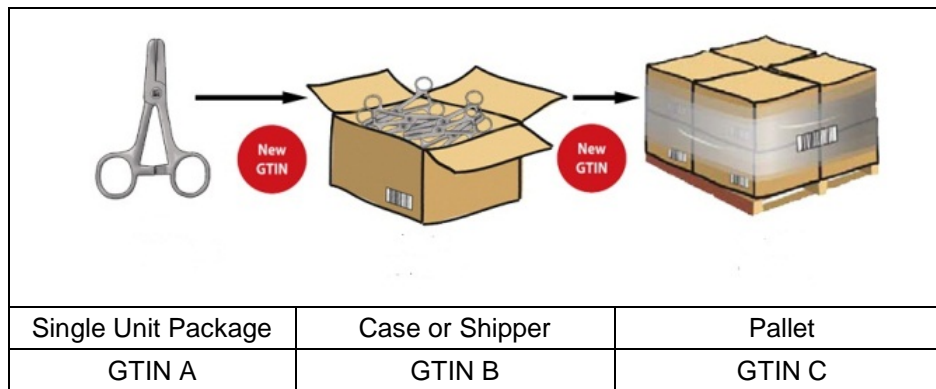 New
GTIN
New
GTIN
Single Unit Package
Case or Shipper
Pallet
GTIN A
GTIN B
GTIN C